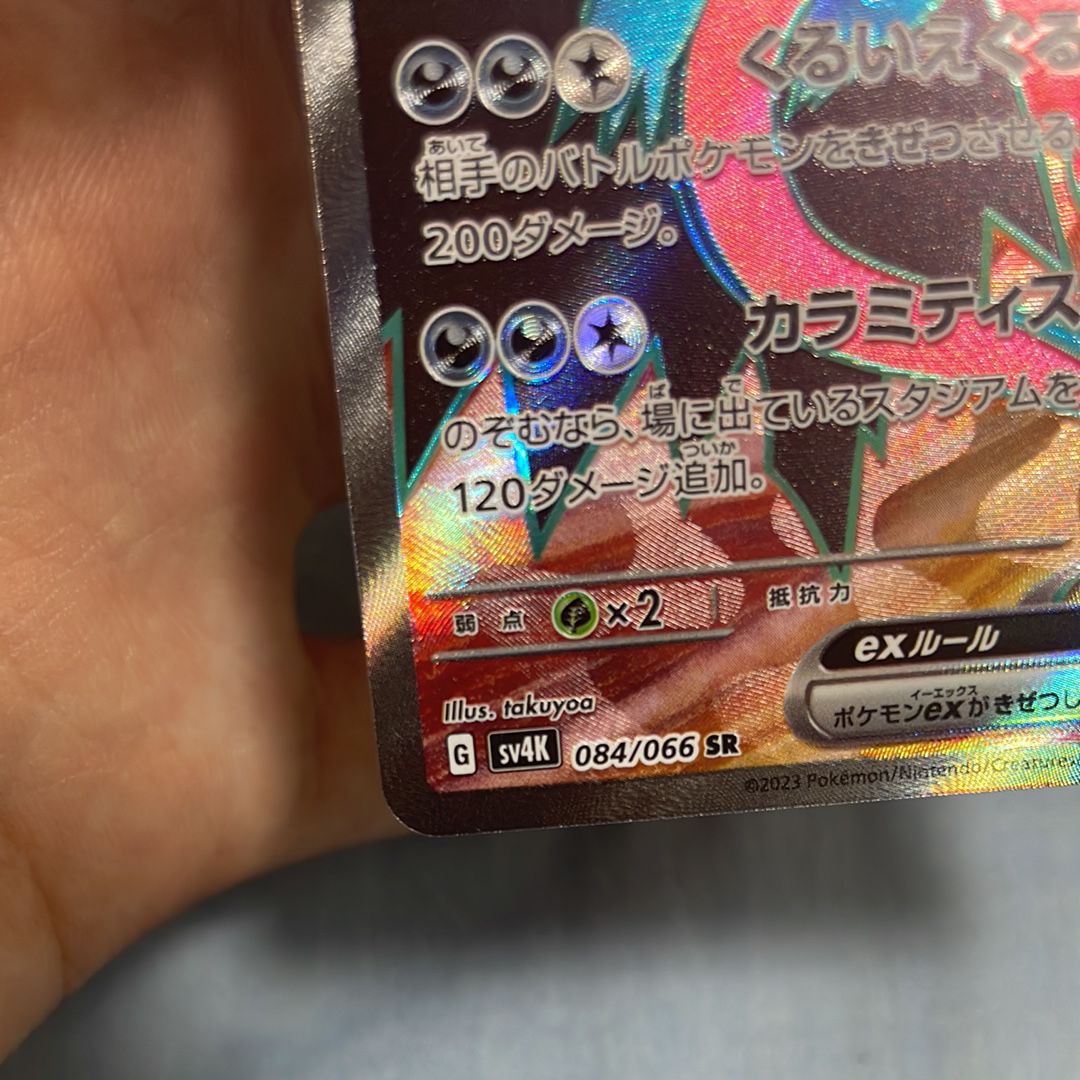 くるいえぐる
あいて
相手のバトルポケモンをきぜつさせる
200ダメージ。
カラミティス
ば で
のぞむなら、場に出ているスタジアムを
ついか
120ダメージ追加。
弱点 ×2 抵抗力
exルール
イーエックス
ポケモンexがきぜつし
Illus. takuyoa
G sv4K 084/066 SR
©2023 Pokémon/Nintendo/Creatures